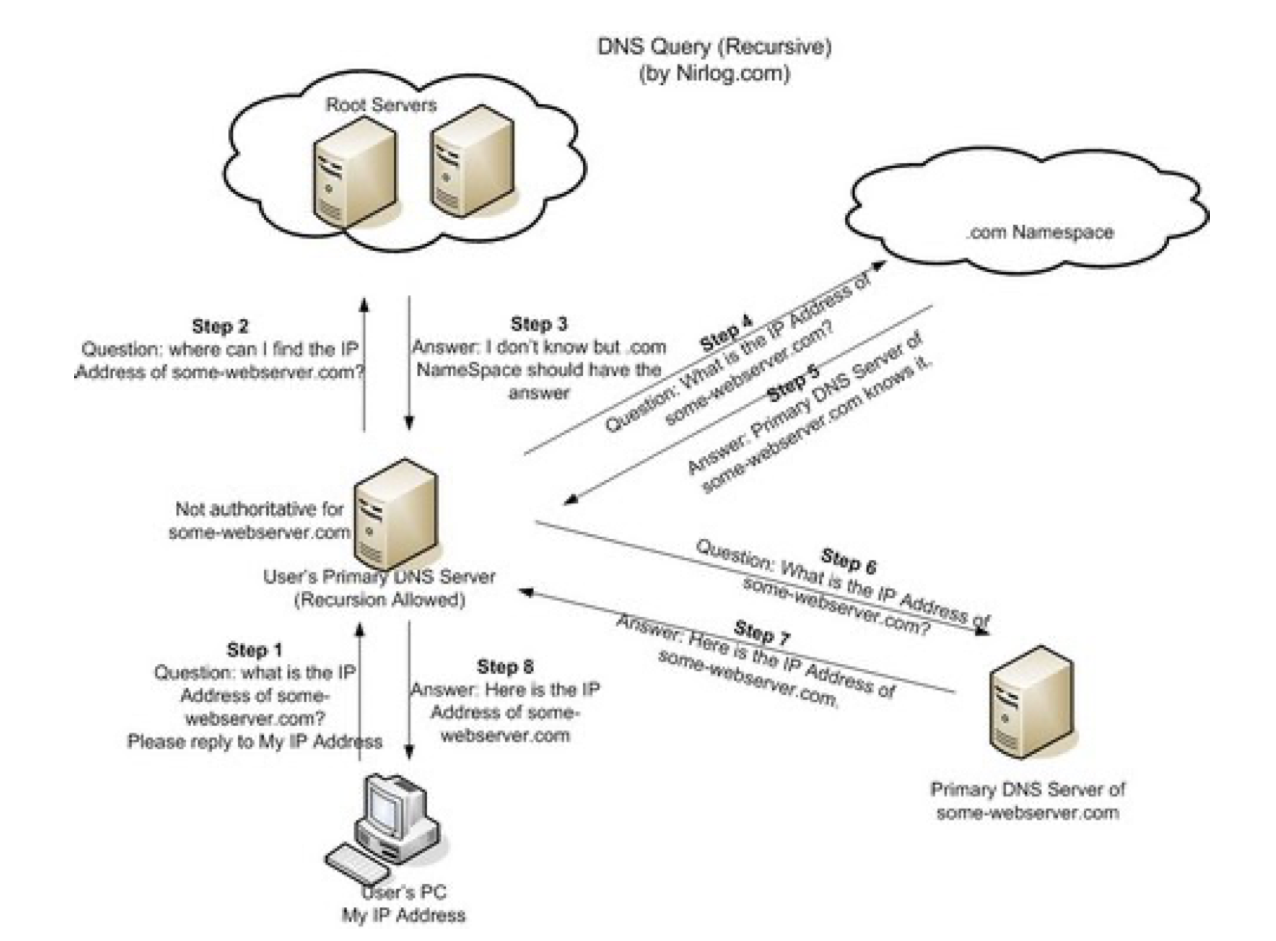 DNS Query (Recursive)
(by Nirlog.com)
Root Servers
.com Namespace
Step 2
Question: where can I find the IP
Address of some-webserver.com?
Step 3
Answer: I don't know but .com
NameSpace should have the
answer
Step 4
Question: What is the IP Address of
some-webserver.com?
Step 5
Answer: Primary DNS Server of
some-webserver.com knows it.
Not authoritative for
some-webserver.com
User's Primary DNS Server
(Recursion Allowed)
Step 6
Question: What is the IP Address of
some-webserver.com?
Step 7
Answer: Here is the IP Address of
some-webserver.com.
Step 1
Question: what is the IP
Address of some-
webserver.com?
Please reply to My IP Address
Step 8
Answer: Here is the IP
Address of some-
webserver.com
Primary DNS Server of
some-webserver.com
User's PC
My IP Address